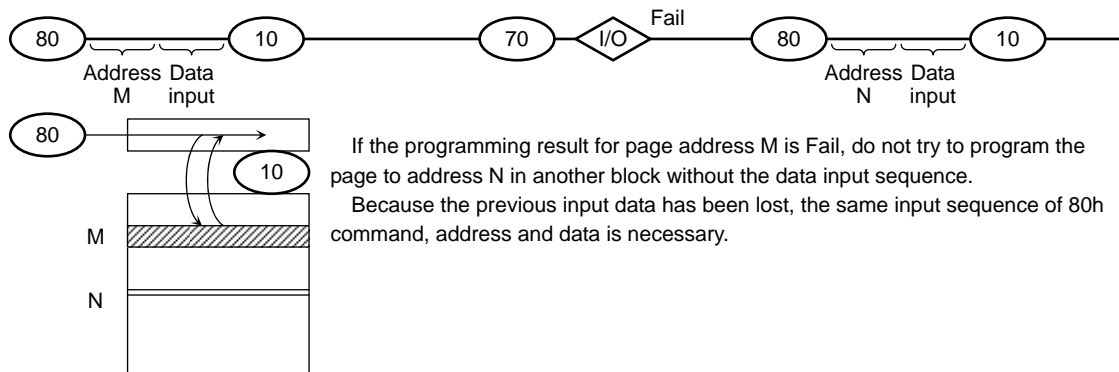 Fail
80 10 70 I/O 80 10
Address Data Address Data
M input N input
80
10
M
N
If the programming result for page address M is Fail, do not try to program the
page to address N in another block without the data input sequence.
Because the previous input data has been lost, the same input sequence of 80h
command, address and data is necessary.